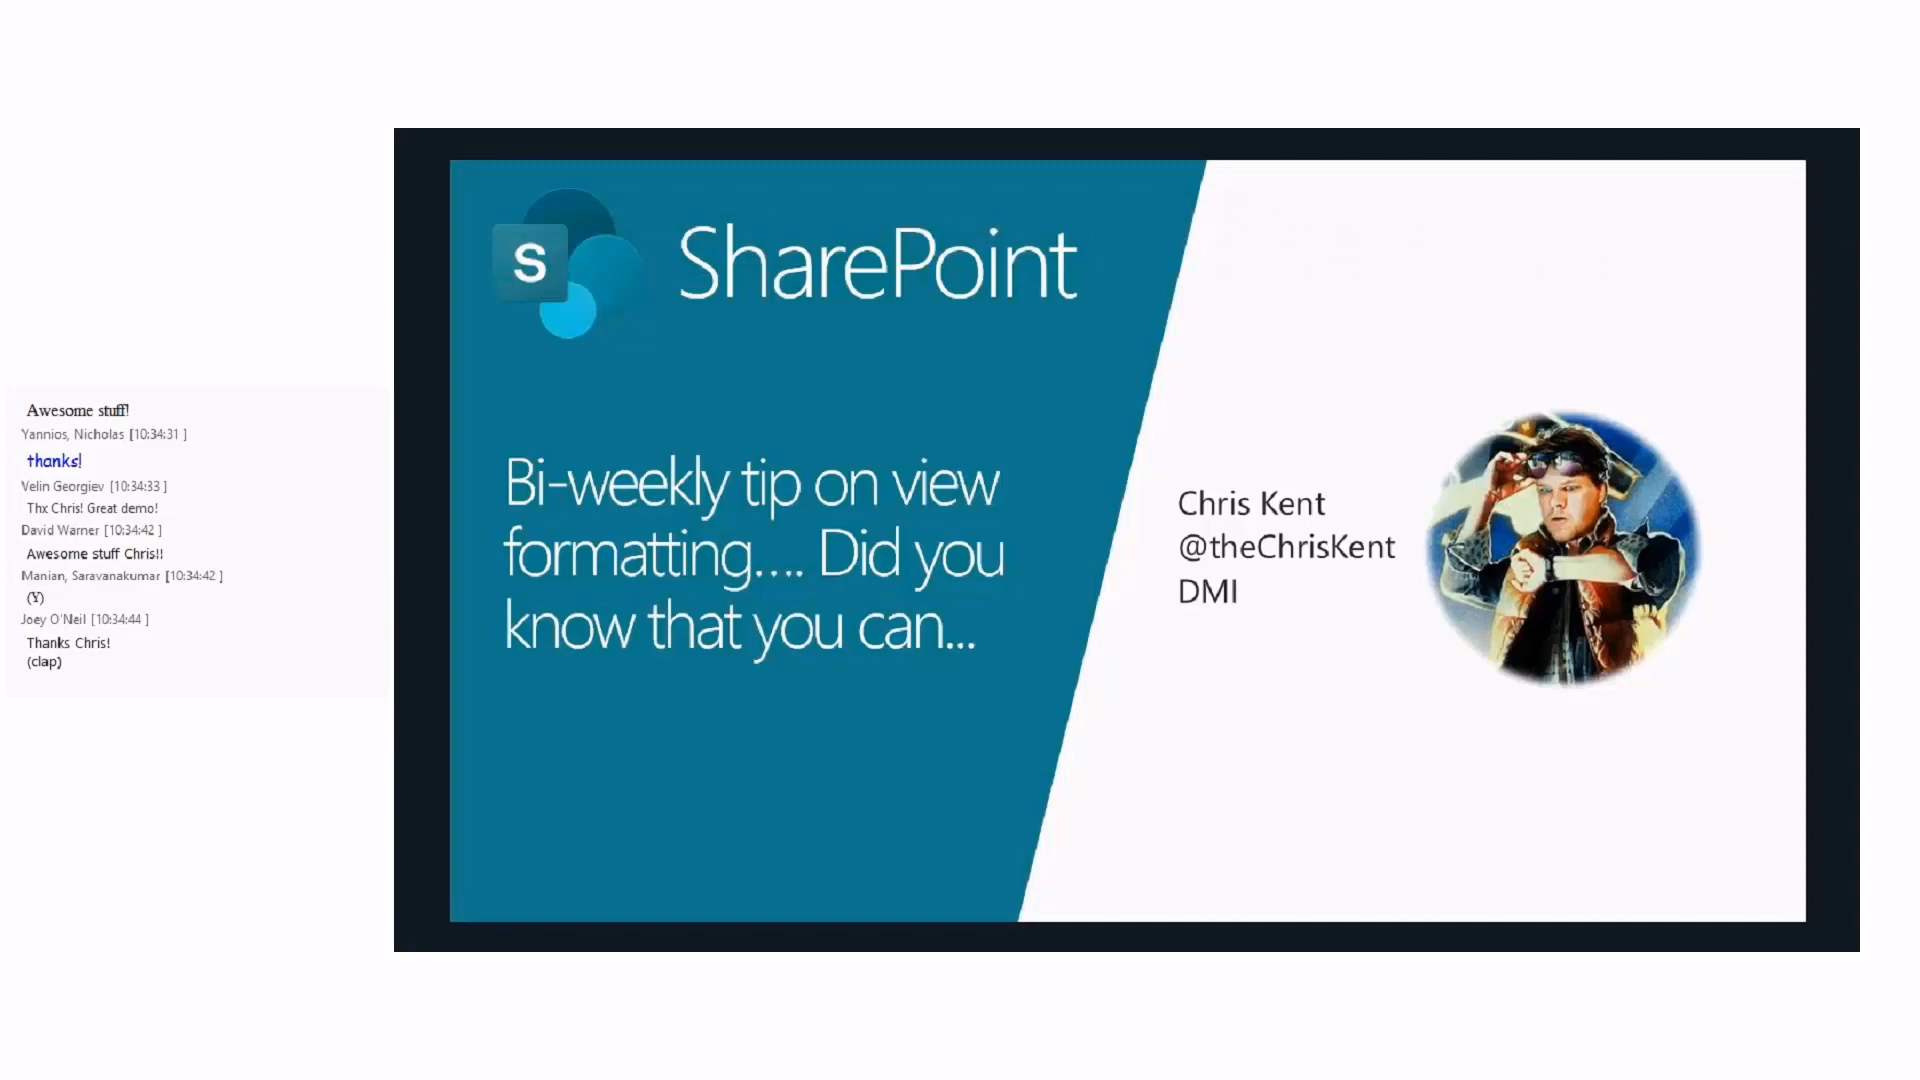 Awesome stuff!
Yannios, Nicholas [10:34:31 ]
thanks!
Velin Georgiev [10:34:33 ]
Thx Chris! Great demo!
David Warner [10:34:42 ]
Awesome stuff Chris!!
Manian, Saravanakumar [10:34:42 ]
(Y)
Joey O'Neil [10:34:44 ]
Thanks Chris!
(clap)
S
SharePoint
Bi-weekly tip on view
formatting.... Did you
know that you can...
Chris Kent
@theChrisKent
DMI